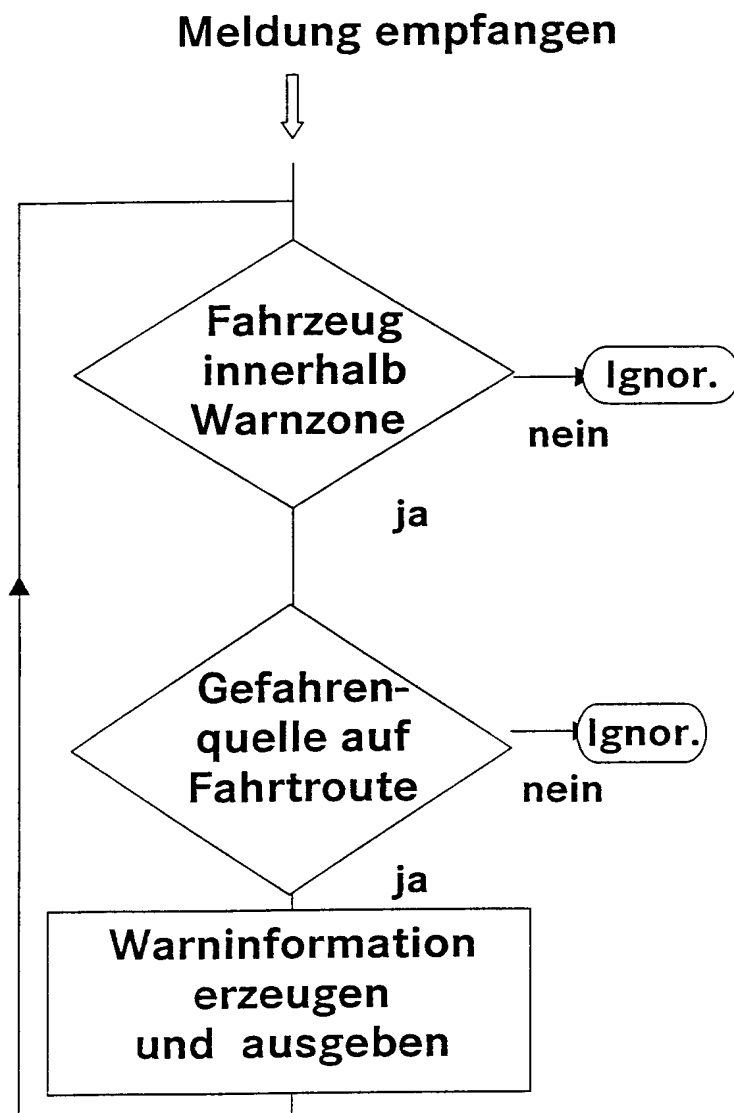 Meldung empfangen
Fahrzeug
innerhalb
Warnzone
Ignor.
nein
ja
Gefahren-
quelle auf
Fahrtroute
Ignor.
nein
ja
Warninformation
erzeugen
und ausgeben